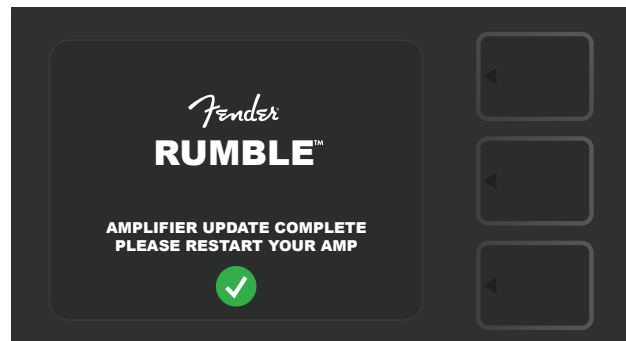 Fender
RUMBLE™
AMPLIFIER UPDATE COMPLETE
PLEASE RESTART YOUR AMP